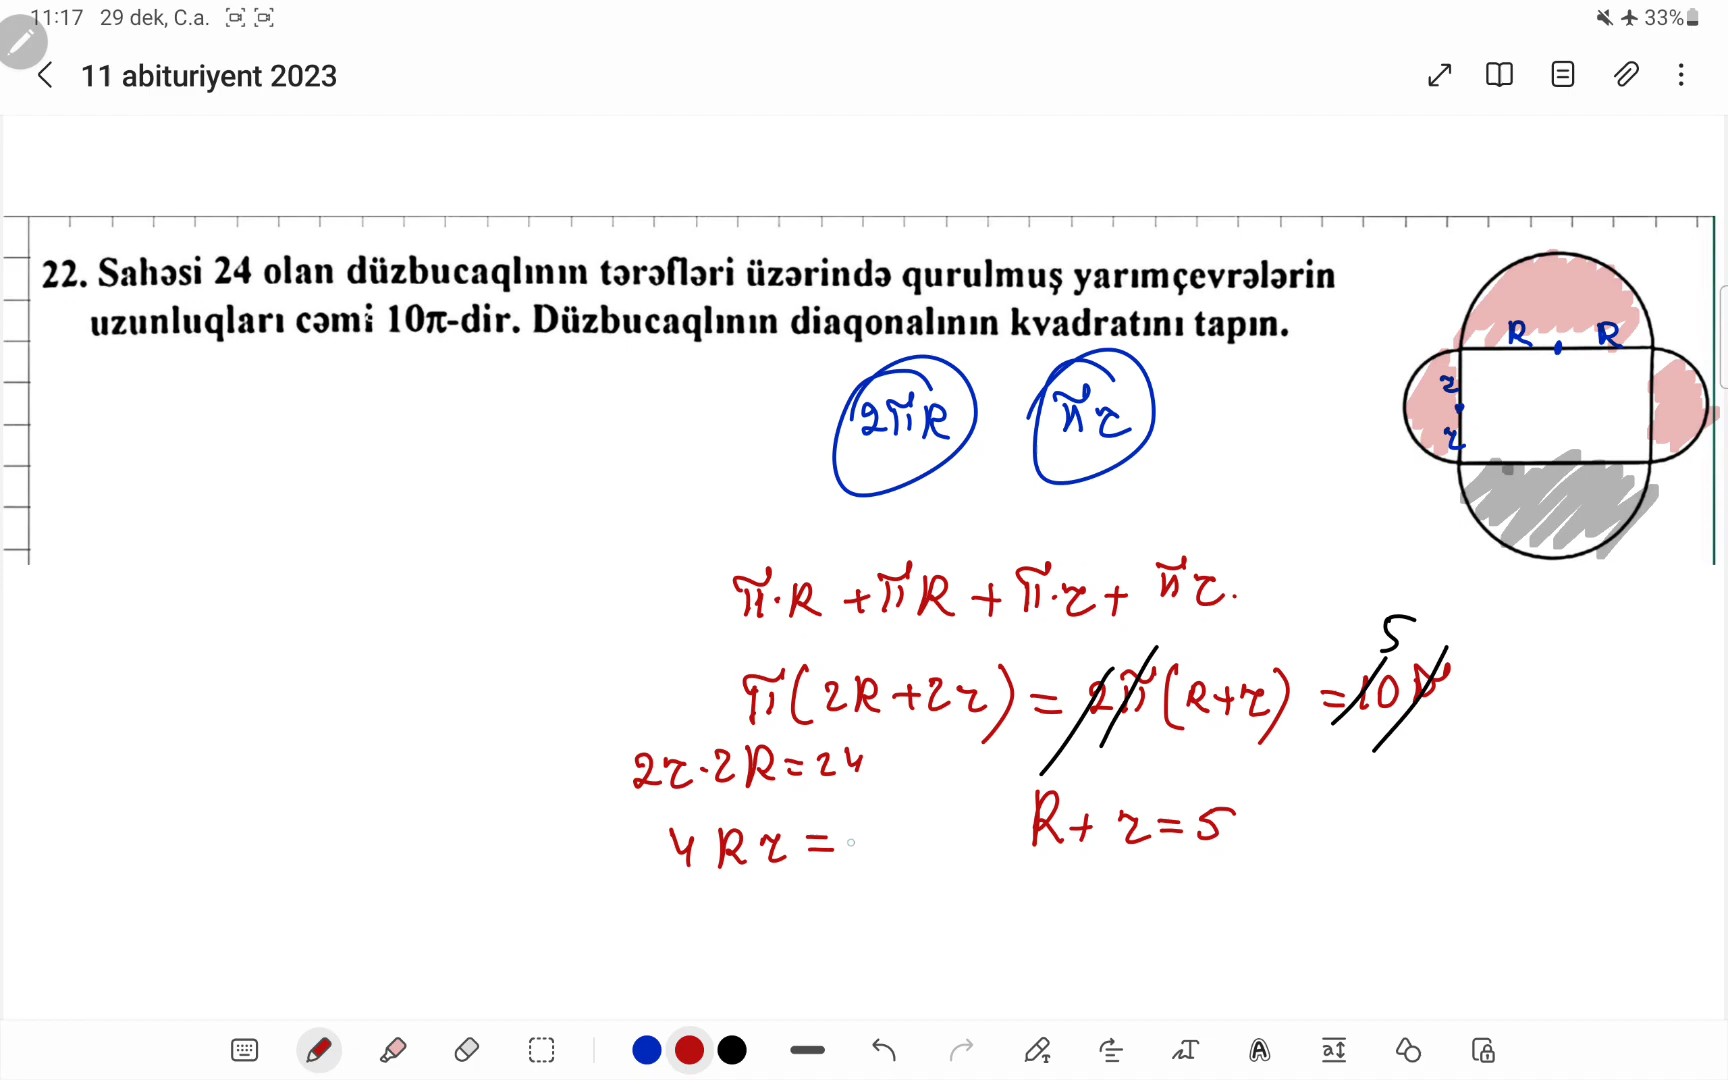 11:17 29 dek, C.a. 33%
11 abituriyent 2023
22. Sahəsi 24 olan düzbucaqlının tərəfləri üzərində qurulmuş yarımçevrələrin
uzunluqları cəmi 10π-dir. Düzbucaqlının diaqonalının kvadratını tapın.
R R
r
r
2πR πr
π·R + πR + π·r + πr.
5
π(2R+2r) = 2π(R+r) = 10π
2r·2R=24
R+ r=5
4Rr=